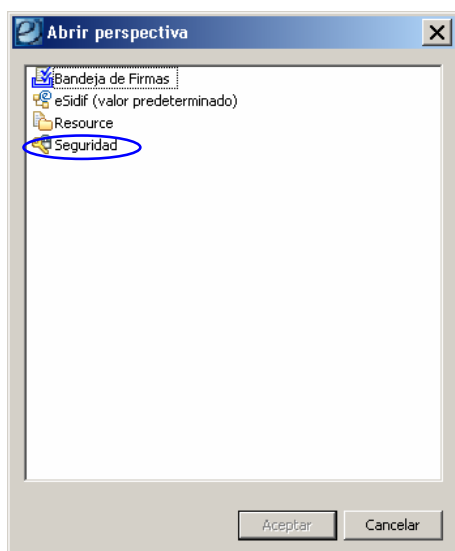 Abrir perspectiva
Bandeja de Firmas
eSidif (valor predeterminado)
Resource
Seguridad
Aceptar
Cancelar